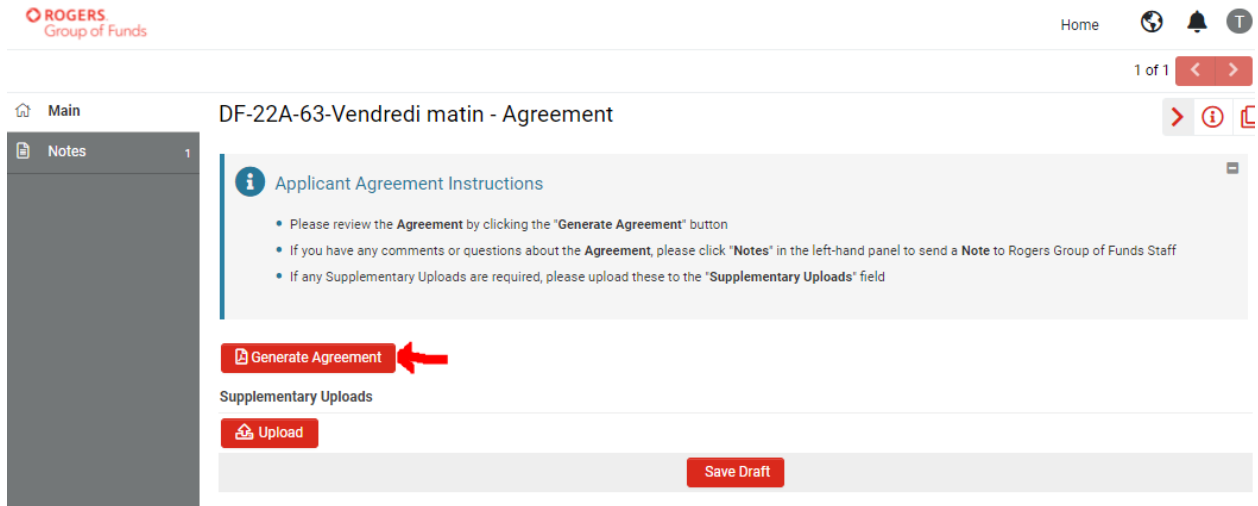 ROGERS
Group of Funds
Home
T
1 of 1
Main
Notes 1
DF-22A-63-Vendredi matin - Agreement
Applicant Agreement Instructions
• Please review the Agreement by clicking the "Generate Agreement" button
• If you have any comments or questions about the Agreement, please click "Notes" in the left-hand panel to send a Note to Rogers Group of Funds Staff
• If any Supplementary Uploads are required, please upload these to the "Supplementary Uploads" field
Generate Agreement
Supplementary Uploads
Upload
Save Draft